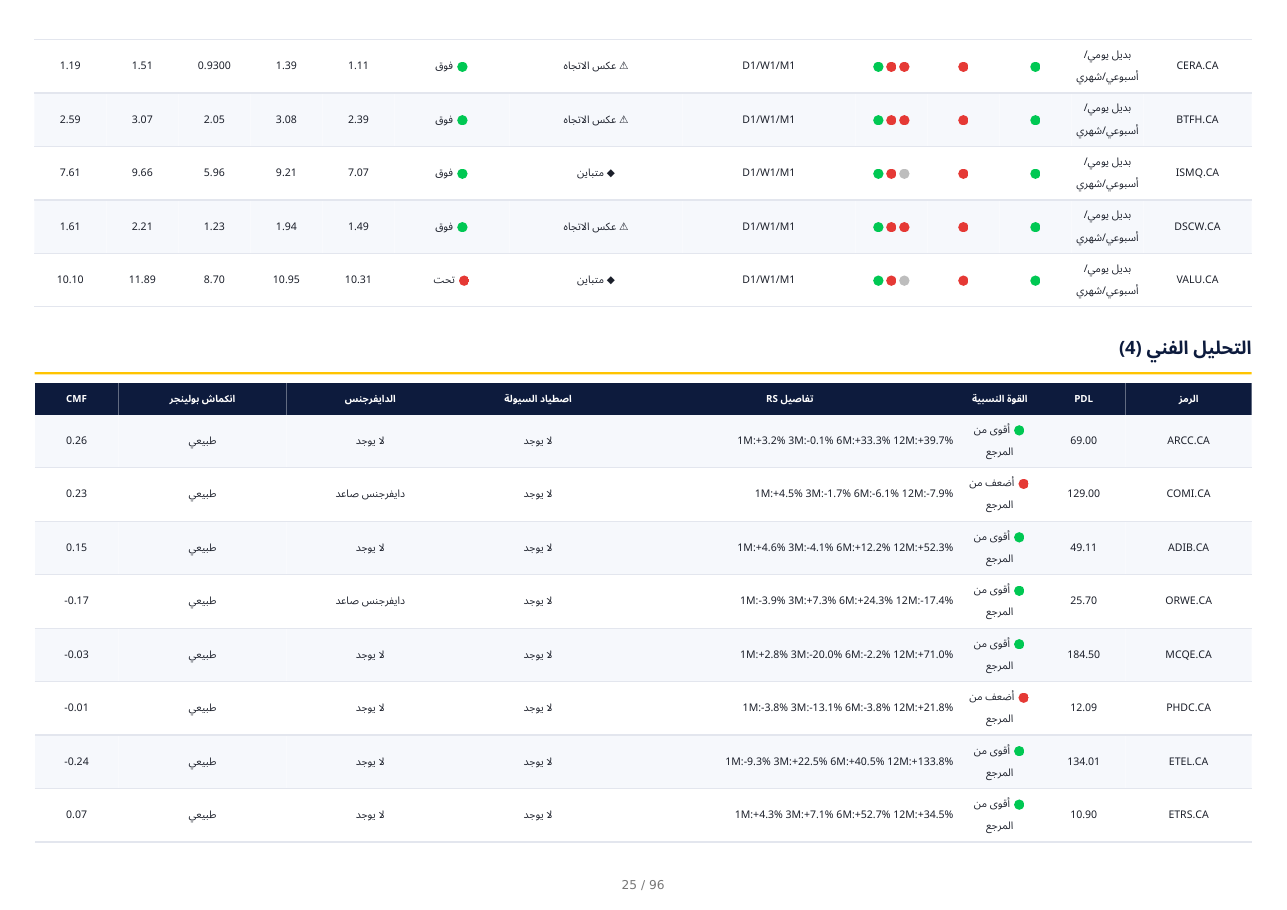 CERA.CA بديل يومي/ أسبوعي/شهري D1/W1/M1 ⚠ عكس الاتجاه فوق 1.11 1.39 0.9300 1.51 1.19
BTFH.CA بديل يومي/ أسبوعي/شهري D1/W1/M1 ⚠ عكس الاتجاه فوق 2.39 3.08 2.05 3.07 2.59
ISMQ.CA بديل يومي/ أسبوعي/شهري D1/W1/M1 ◆ متباين فوق 7.07 9.21 5.96 9.66 7.61
DSCW.CA بديل يومي/ أسبوعي/شهري D1/W1/M1 ⚠ عكس الاتجاه فوق 1.49 1.94 1.23 2.21 1.61
VALU.CA بديل يومي/ أسبوعي/شهري D1/W1/M1 ◆ متباين تحت 10.31 10.95 8.70 11.89 10.10
التحليل الفني (4)
الرمز PDL القوة النسبية تفاصيل RS اصطياد السيولة الدايفرجنس انكماش بولينجر CMF
ARCC.CA 69.00 أقوى من المرجع 1M:+3.2% 3M:-0.1% 6M:+33.3% 12M:+39.7% لا يوجد لا يوجد طبيعي 0.26
COMI.CA 129.00 أضعف من المرجع 1M:+4.5% 3M:-1.7% 6M:-6.1% 12M:-7.9% لا يوجد دايفرجنس صاعد طبيعي 0.23
ADIB.CA 49.11 أقوى من المرجع 1M:+4.6% 3M:-4.1% 6M:+12.2% 12M:+52.3% لا يوجد لا يوجد طبيعي 0.15
ORWE.CA 25.70 أقوى من المرجع 1M:-3.9% 3M:+7.3% 6M:+24.3% 12M:-17.4% لا يوجد دايفرجنس صاعد طبيعي -0.17
MCQE.CA 184.50 أقوى من المرجع 1M:+2.8% 3M:-20.0% 6M:-2.2% 12M:+71.0% لا يوجد لا يوجد طبيعي -0.03
PHDC.CA 12.09 أضعف من المرجع 1M:-3.8% 3M:-13.1% 6M:-3.8% 12M:+21.8% لا يوجد لا يوجد طبيعي -0.01
ETEL.CA 134.01 أقوى من المرجع 1M:-9.3% 3M:+22.5% 6M:+40.5% 12M:+133.8% لا يوجد لا يوجد طبيعي -0.24
ETRS.CA 10.90 أقوى من المرجع 1M:+4.3% 3M:+7.1% 6M:+52.7% 12M:+34.5% لا يوجد لا يوجد طبيعي 0.07
25 / 96